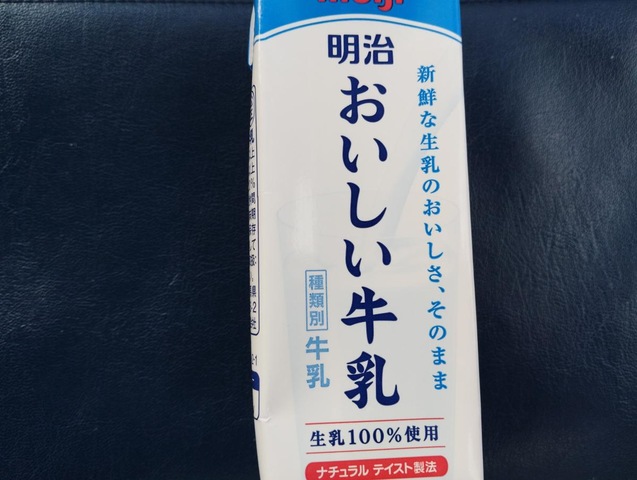 meiji
明治
おいしい牛乳
新鮮な生乳のおいしさ、そのまま
種類別
牛乳
生乳100%使用
ナチュラル テイスト製法